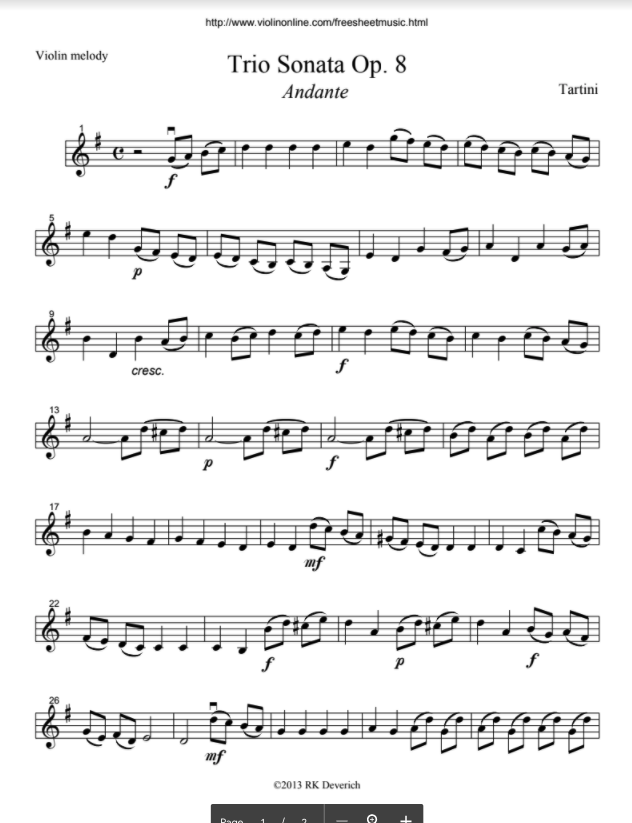 http://www.violinonline.com/freesheetmusic.html
Violin melody
Trio Sonata Op. 8
Andante
Tartini
1
f
5
p
9
cresc.
f
13
p
f
17
mf
22
f
p
f
26
mf
©2013 RK Deverich
Page 1 / 2